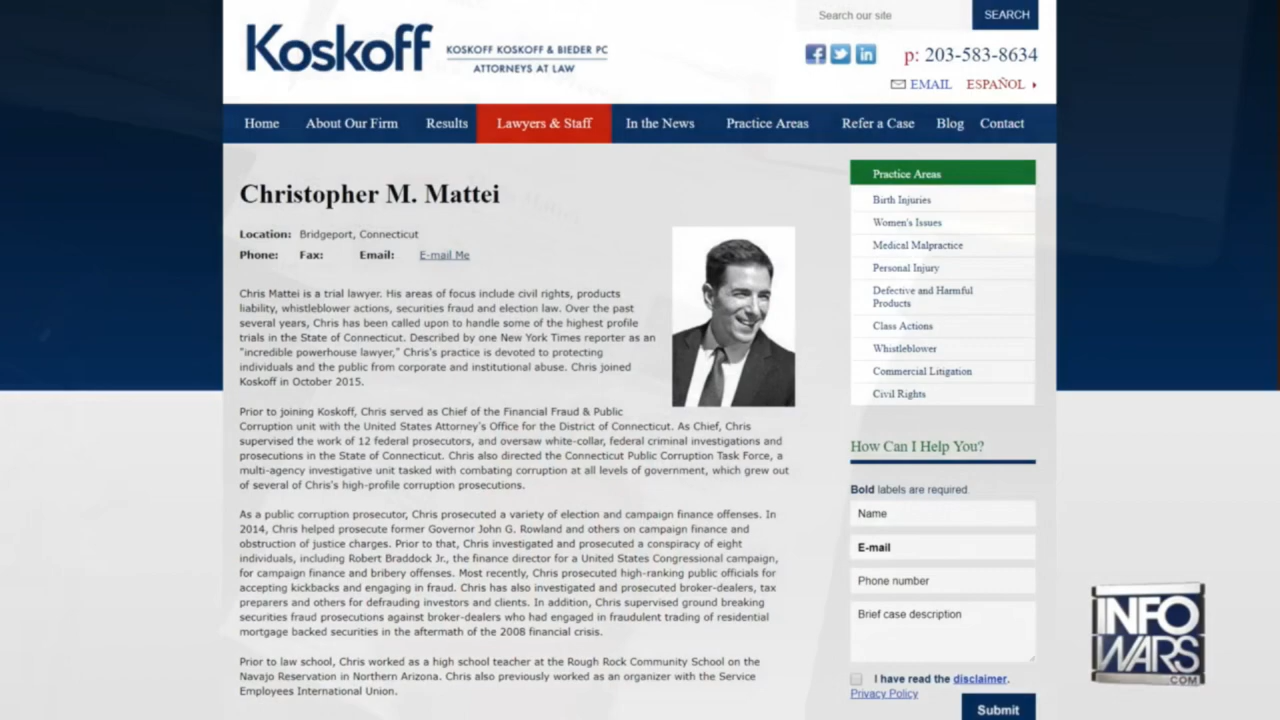 Search our site
SEARCH
Koskoff
KOSKOFF KOSKOFF & BIEDER PC
ATTORNEYS AT LAW
p: 203-583-8634
EMAIL ESPAÑOL
Home About Our Firm Results Lawyers & Staff In the News Practice Areas Refer a Case Blog Contact
Christopher M. Mattei
Location: Bridgeport, Connecticut
Phone: Fax: Email: E-mail Me
Chris Mattei is a trial lawyer. His areas of focus include civil rights, products
liability, whistleblower actions, securities fraud and election law. Over the past
several years, Chris has been called upon to handle some of the highest profile
trials in the State of Connecticut. Described by one New York Times reporter as an
"incredible powerhouse lawyer," Chris's practice is devoted to protecting
individuals and the public from corporate and institutional abuse. Chris joined
Koskoff in October 2015.
Prior to joining Koskoff, Chris served as Chief of the Financial Fraud & Public
Corruption unit with the United States Attorney's Office for the District of Connecticut. As Chief, Chris
supervised the work of 12 federal prosecutors, and oversaw white-collar, federal criminal investigations and
prosecutions in the State of Connecticut. Chris also directed the Connecticut Public Corruption Task Force, a
multi-agency investigative unit tasked with combating corruption at all levels of government, which grew out
of several of Chris's high-profile corruption prosecutions.
As a public corruption prosecutor, Chris prosecuted a variety of election and campaign finance offenses. In
2014, Chris helped prosecute former Governor John G. Rowland and others on campaign finance and
obstruction of justice charges. Prior to that, Chris investigated and prosecuted a conspiracy of eight
individuals, including Robert Braddock Jr., the finance director for a United States Congressional campaign,
for campaign finance and bribery offenses. Most recently, Chris prosecuted high-ranking public officials for
accepting kickbacks and engaging in fraud. Chris has also investigated and prosecuted broker-dealers, tax
preparers and others for defrauding investors and clients. In addition, Chris supervised ground breaking
securities fraud prosecutions against broker-dealers who had engaged in fraudulent trading of residential
mortgage backed securities in the aftermath of the 2008 financial crisis.
Prior to law school, Chris worked as a high school teacher at the Rough Rock Community School on the
Navajo Reservation in Northern Arizona. Chris also previously worked as an organizer with the Service
Employees International Union.
Practice Areas
Birth Injuries
Women's Issues
Medical Malpractice
Personal Injury
Defective and Harmful
Products
Class Actions
Whistleblower
Commercial Litigation
Civil Rights
How Can I Help You?
Bold labels are required.
Name
E-mail
Phone number
Brief case description
I have read the disclaimer.
Privacy Policy
Submit
INFO
WARS
.COM